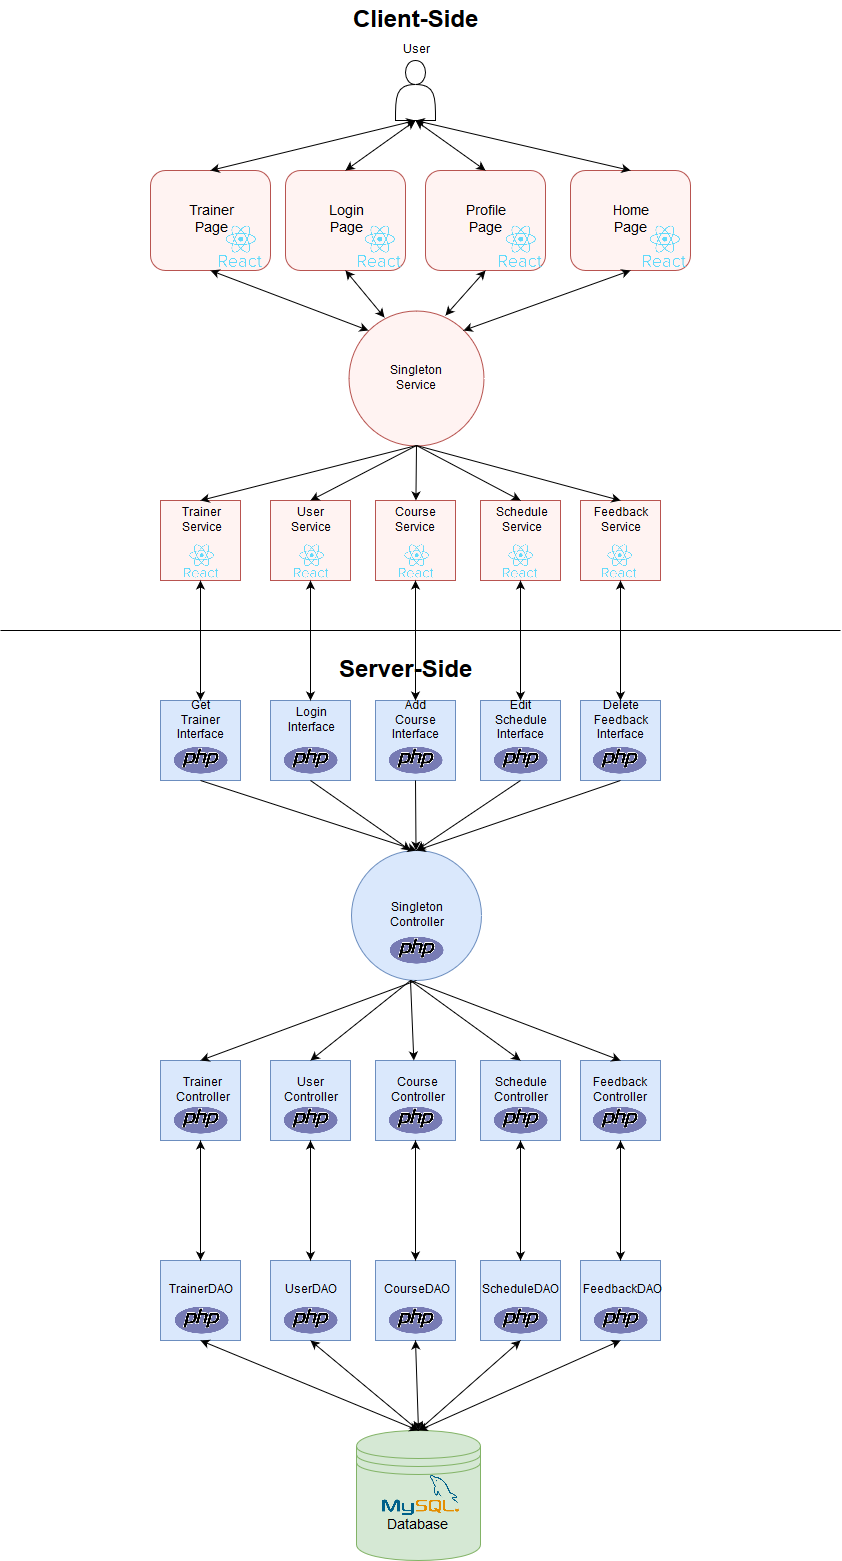 Client-Side
User
Trainer
Page
React
Login
Page
React
Profile
Page
React
Home
Page
React
Singleton
Service
Trainer
Service
React
User
Service
React
Course
Service
React
Schedule
Service
React
Feedback
Service
React
Server-Side
Get
Trainer
Interface
php
Login
Interface
php
Add
Course
Interface
php
Edit
Schedule
Interface
php
Delete
Feedback
Interface
php
Singleton
Controller
php
Trainer
Controller
php
User
Controller
php
Course
Controller
php
Schedule
Controller
php
Feedback
Controller
php
TrainerDAO
php
UserDAO
php
CourseDAO
php
ScheduleDAO
php
FeedbackDAO
php
MySQL
Database